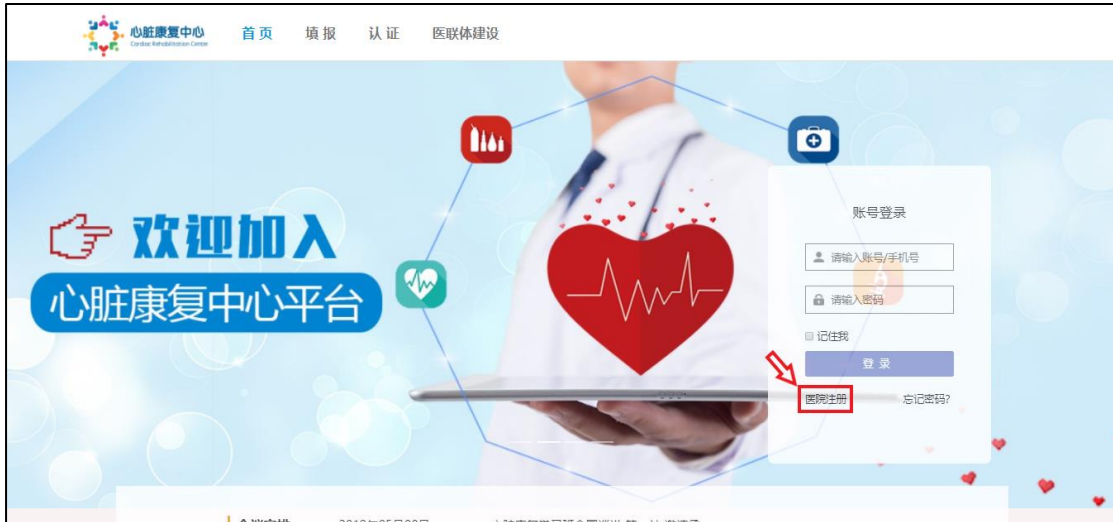 心脏康复中心
Cardiac Rehabilitation Center
首 页
填 报
认 证
医联体建设
欢迎加入
心脏康复中心平台
账号登录
请输入账号/手机号
请输入密码
记住我
登 录
医院注册
忘记密码?